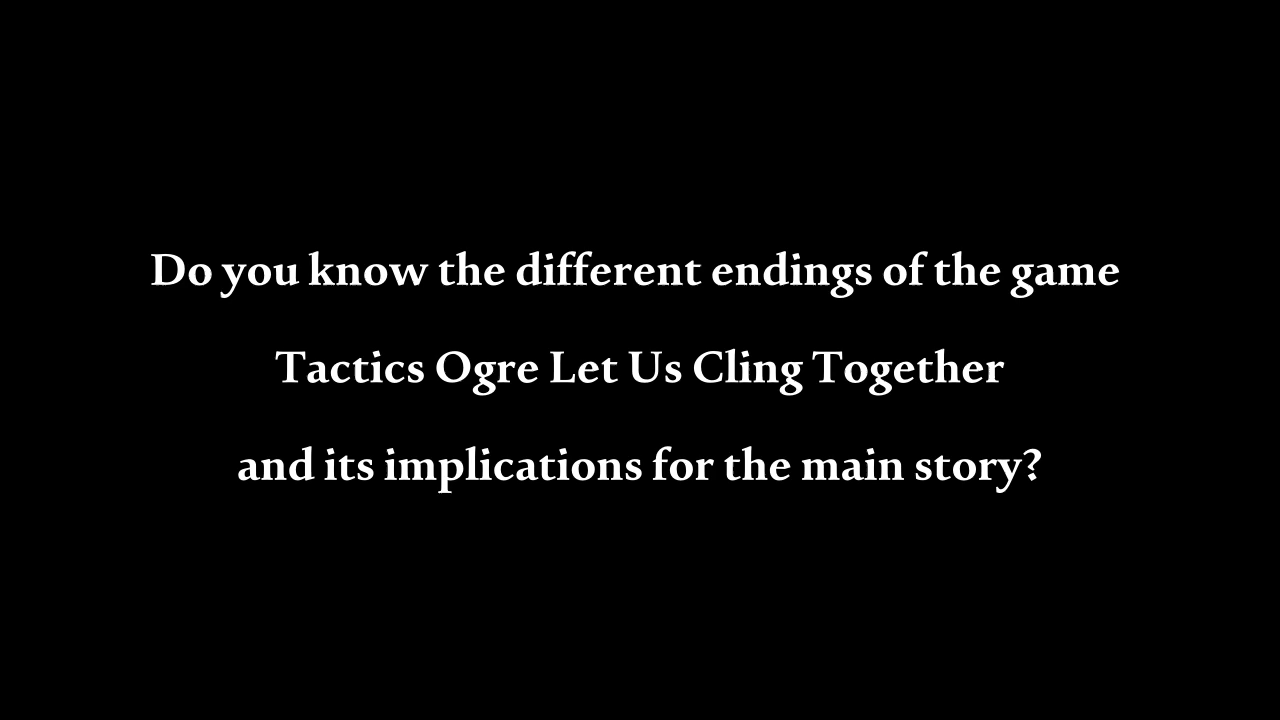 Do you know the different endings of the game
Tactics Ogre Let Us Cling Together
and its implications for the main story?